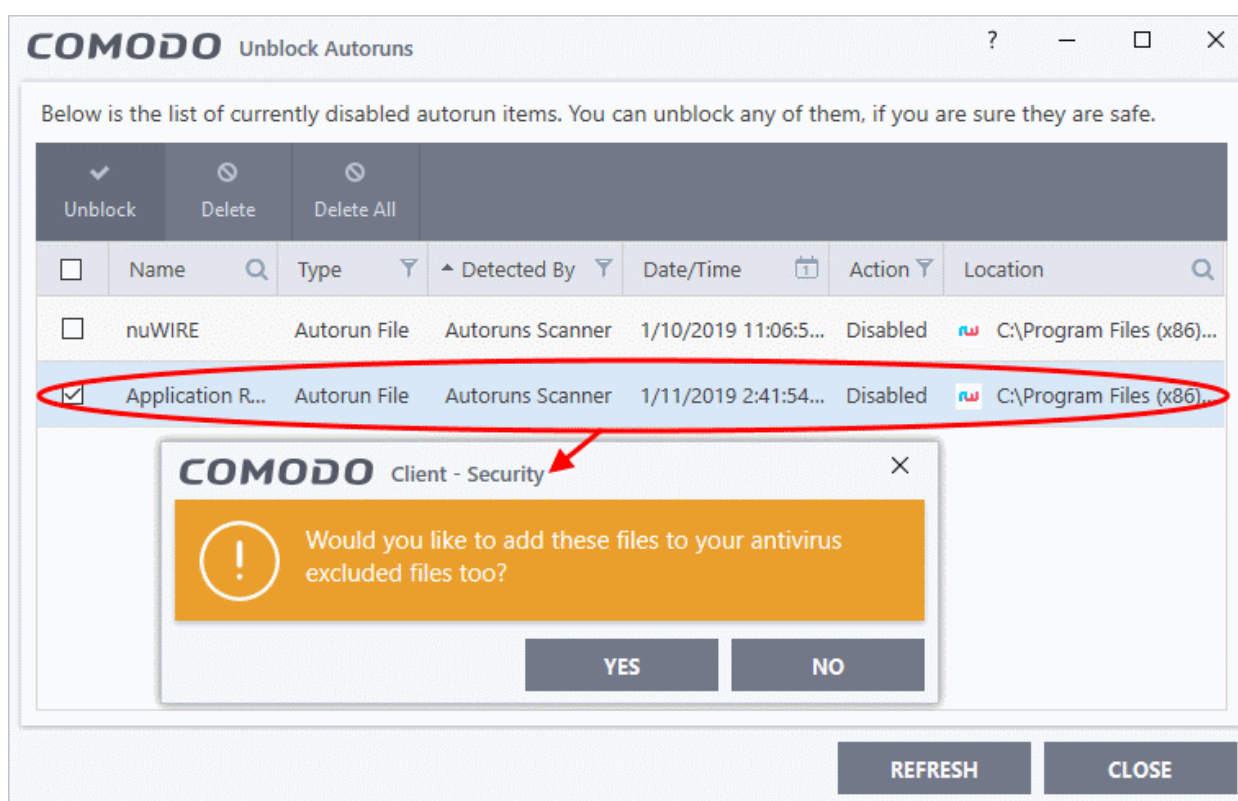 COMODO Unblock Autoruns ?
Below is the list of currently disabled autorun items. You can unblock any of them, if you are sure they are safe.
Unblock Delete Delete All
Name Type Detected By Date/Time 1 Action Location
nuWIRE Autorun File Autoruns Scanner 1/10/2019 11:06:5... Disabled C:\Program Files (x86)...
Application R... Autorun File Autoruns Scanner 1/11/2019 2:41:54... Disabled C:\Program Files (x86)...
COMODO Client - Security
! Would you like to add these files to your antivirus
excluded files too?
YES NO
REFRESH CLOSE